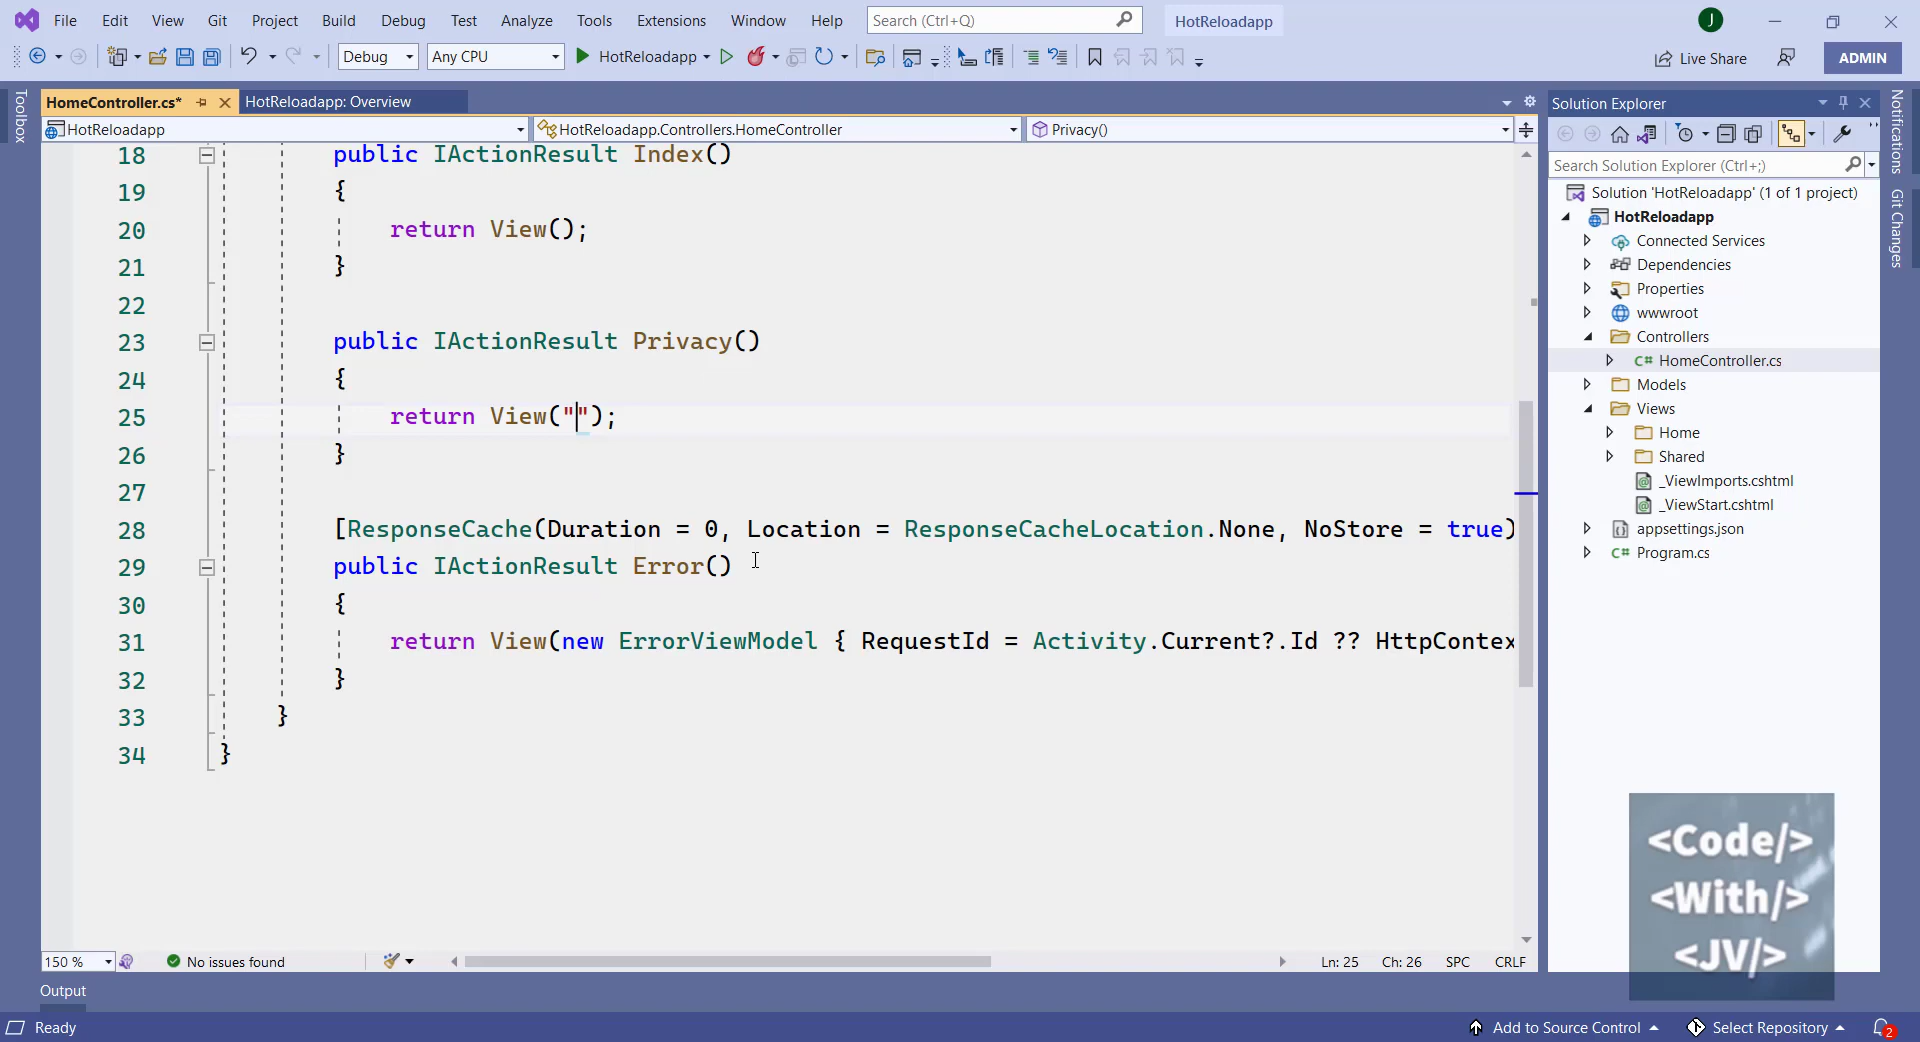 File Edit View Git Project Build Debug Test Analyze Tools Extensions Window Help Search (Ctrl+Q) HotReloadapp J
Debug Any CPU HotReloadapp Live Share ADMIN
Toolbox
HomeController.cs* HotReloadapp: Overview
HotReloadapp HotReloadapp.Controllers.HomeController Privacy()
18 public IActionResult Index()
19 {
20 return View();
21 }
22
23 public IActionResult Privacy()
24 {
25 return View("");
26 }
27
28 [ResponseCache(Duration = 0, Location = ResponseCacheLocation.None, NoStore = true)
29 public IActionResult Error()
30 {
31 return View(new ErrorViewModel { RequestId = Activity.Current?.Id ?? HttpContex
32 }
33 }
34 }
150 % No issues found Ln: 25 Ch: 26 SPC CRLF
Solution Explorer
Search Solution Explorer (Ctrl+;)
Solution 'HotReloadapp' (1 of 1 project)
HotReloadapp
Connected Services
Dependencies
Properties
wwwroot
Controllers
C# HomeController.cs
Models
Views
Home
Shared
_ViewImports.cshtml
_ViewStart.cshtml
appsettings.json
C# Program.cs
Notifications
Git Changes
<Code/>
<With/>
<JV/>
Output
Ready Add to Source Control Select Repository 2